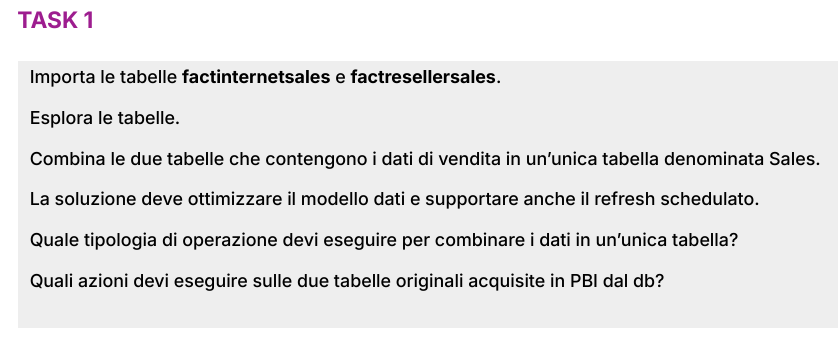 TASK 1
Importa le tabelle factinternetsales e factresellersales.
Esplora le tabelle.
Combina le due tabelle che contengono i dati di vendita in un’unica tabella denominata Sales.
La soluzione deve ottimizzare il modello dati e supportare anche il refresh schedulato.
Quale tipologia di operazione devi eseguire per combinare i dati in un’unica tabella?
Quali azioni devi eseguire sulle due tabelle originali acquisite in PBI dal db?